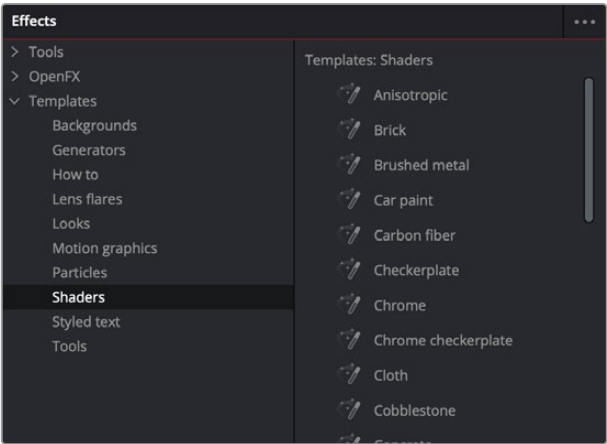 Effects
Tools
OpenFX
Templates
Backgrounds
Generators
How to
Lens flares
Looks
Motion graphics
Particles
Shaders
Styled text
Tools
Templates: Shaders
Anisotropic
Brick
Brushed metal
Car paint
Carbon fiber
Checkerplate
Chrome
Chrome checkerplate
Cloth
Cobblestone